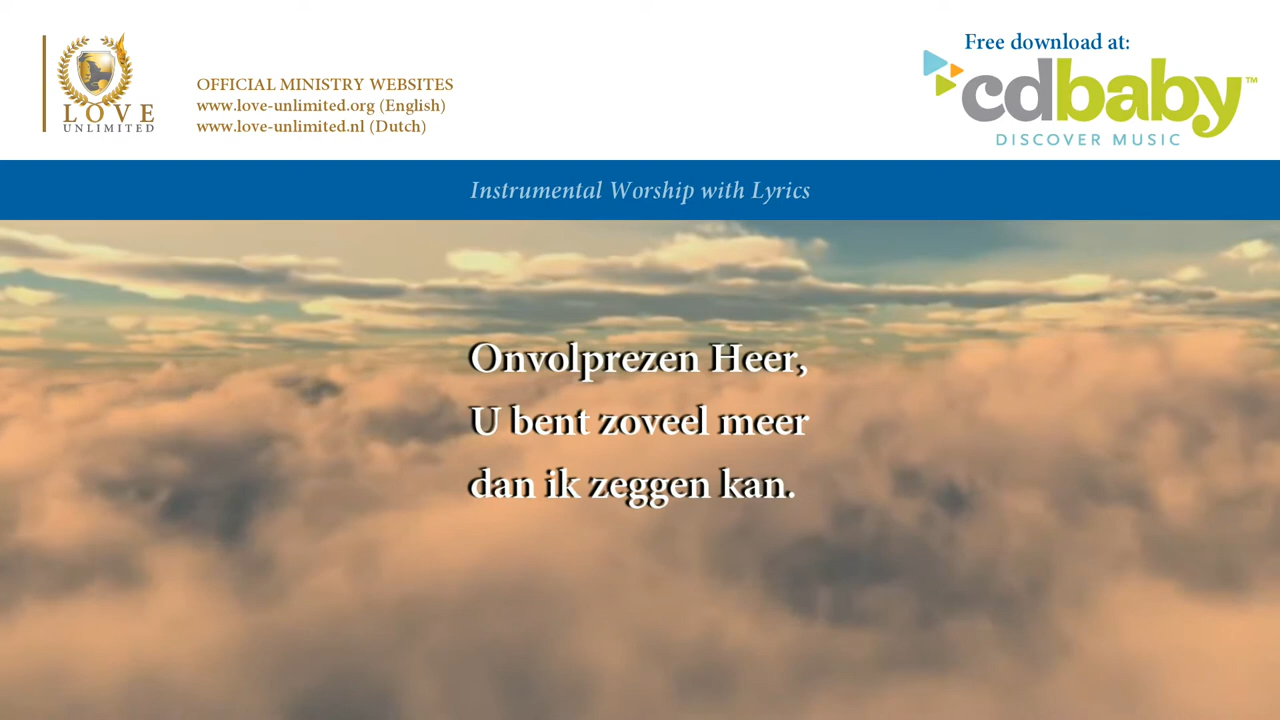 LOVE
UNLIMITED
OFFICIAL MINISTRY WEBSITES
www.love-unlimited.org (English)
www.love-unlimited.nl (Dutch)
Free download at:
cdbaby™
DISCOVER MUSIC
Instrumental Worship with Lyrics
Onvolprezen Heer,
U bent zoveel meer
dan ik zeggen kan.